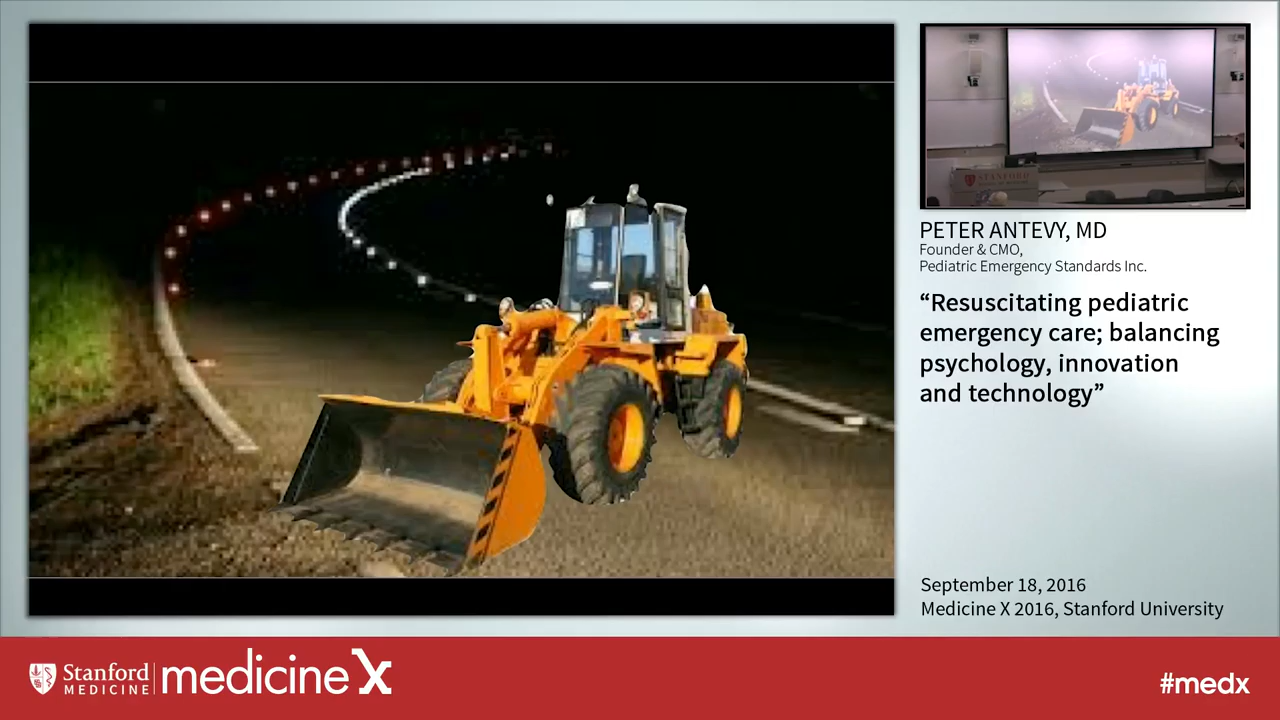 STANFORD
PETER ANTEVY, MD
Founder & CMO,
Pediatric Emergency Standards Inc.
“Resuscitating pediatric
emergency care; balancing
psychology, innovation
and technology”
September 18, 2016
Medicine X 2016, Stanford University
Stanford
MEDICINE
medicine X
#medx